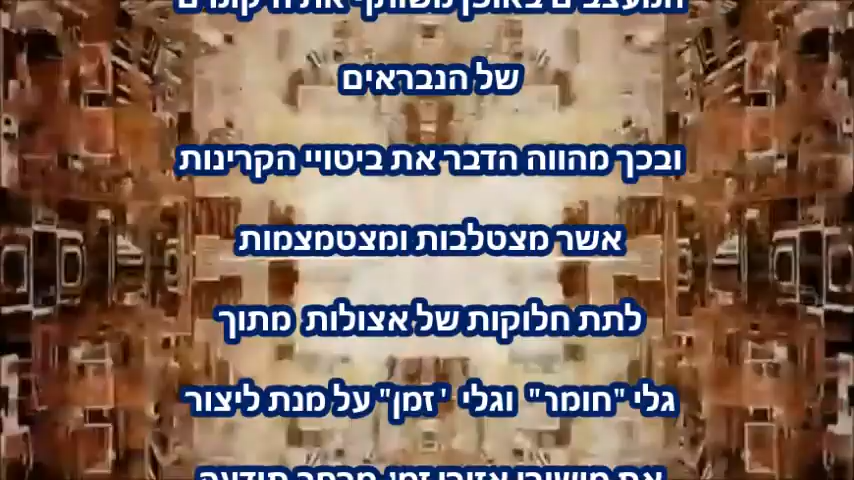 של הנבראים
ובכך מהווה הדבר את ביטויי הקרינות
אשר מצטלבות ומצטמצמות
לתת חלוקות של אצולות מתוך
גלי "חומר" וגלי 'זמן" על מנת ליצור